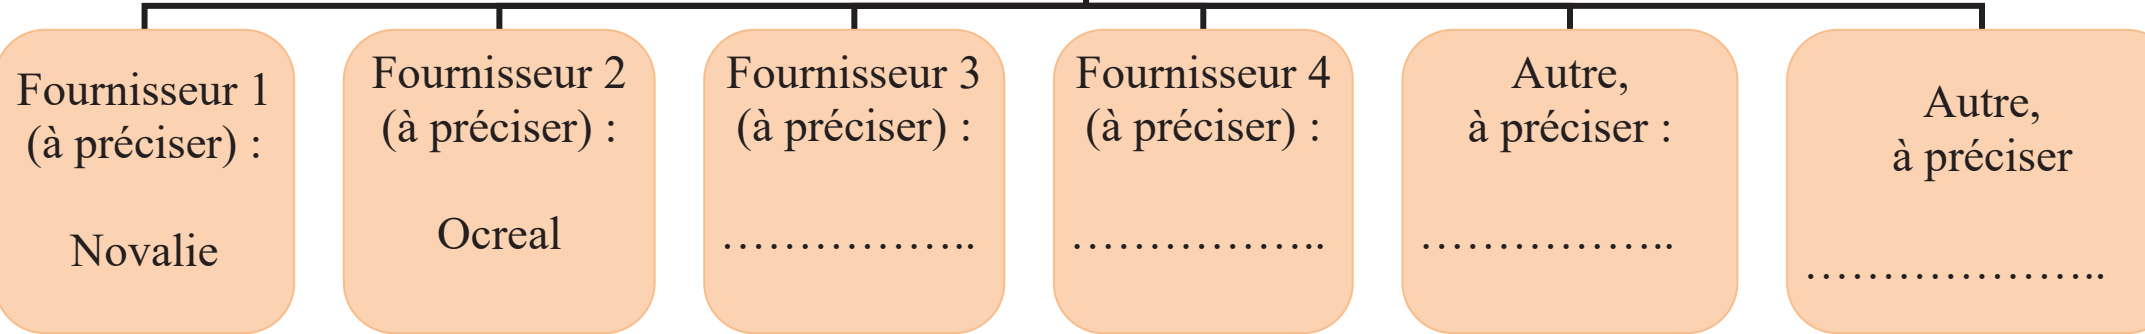 Fournisseur 1
(à préciser) :
Novalie
Fournisseur 2
(à préciser) :
Ocreal
Fournisseur 3
(à préciser) :
………………..
Fournisseur 4
(à préciser) :
………………..
Autre,
à préciser :
………………..
Autre,
à préciser
…………………..